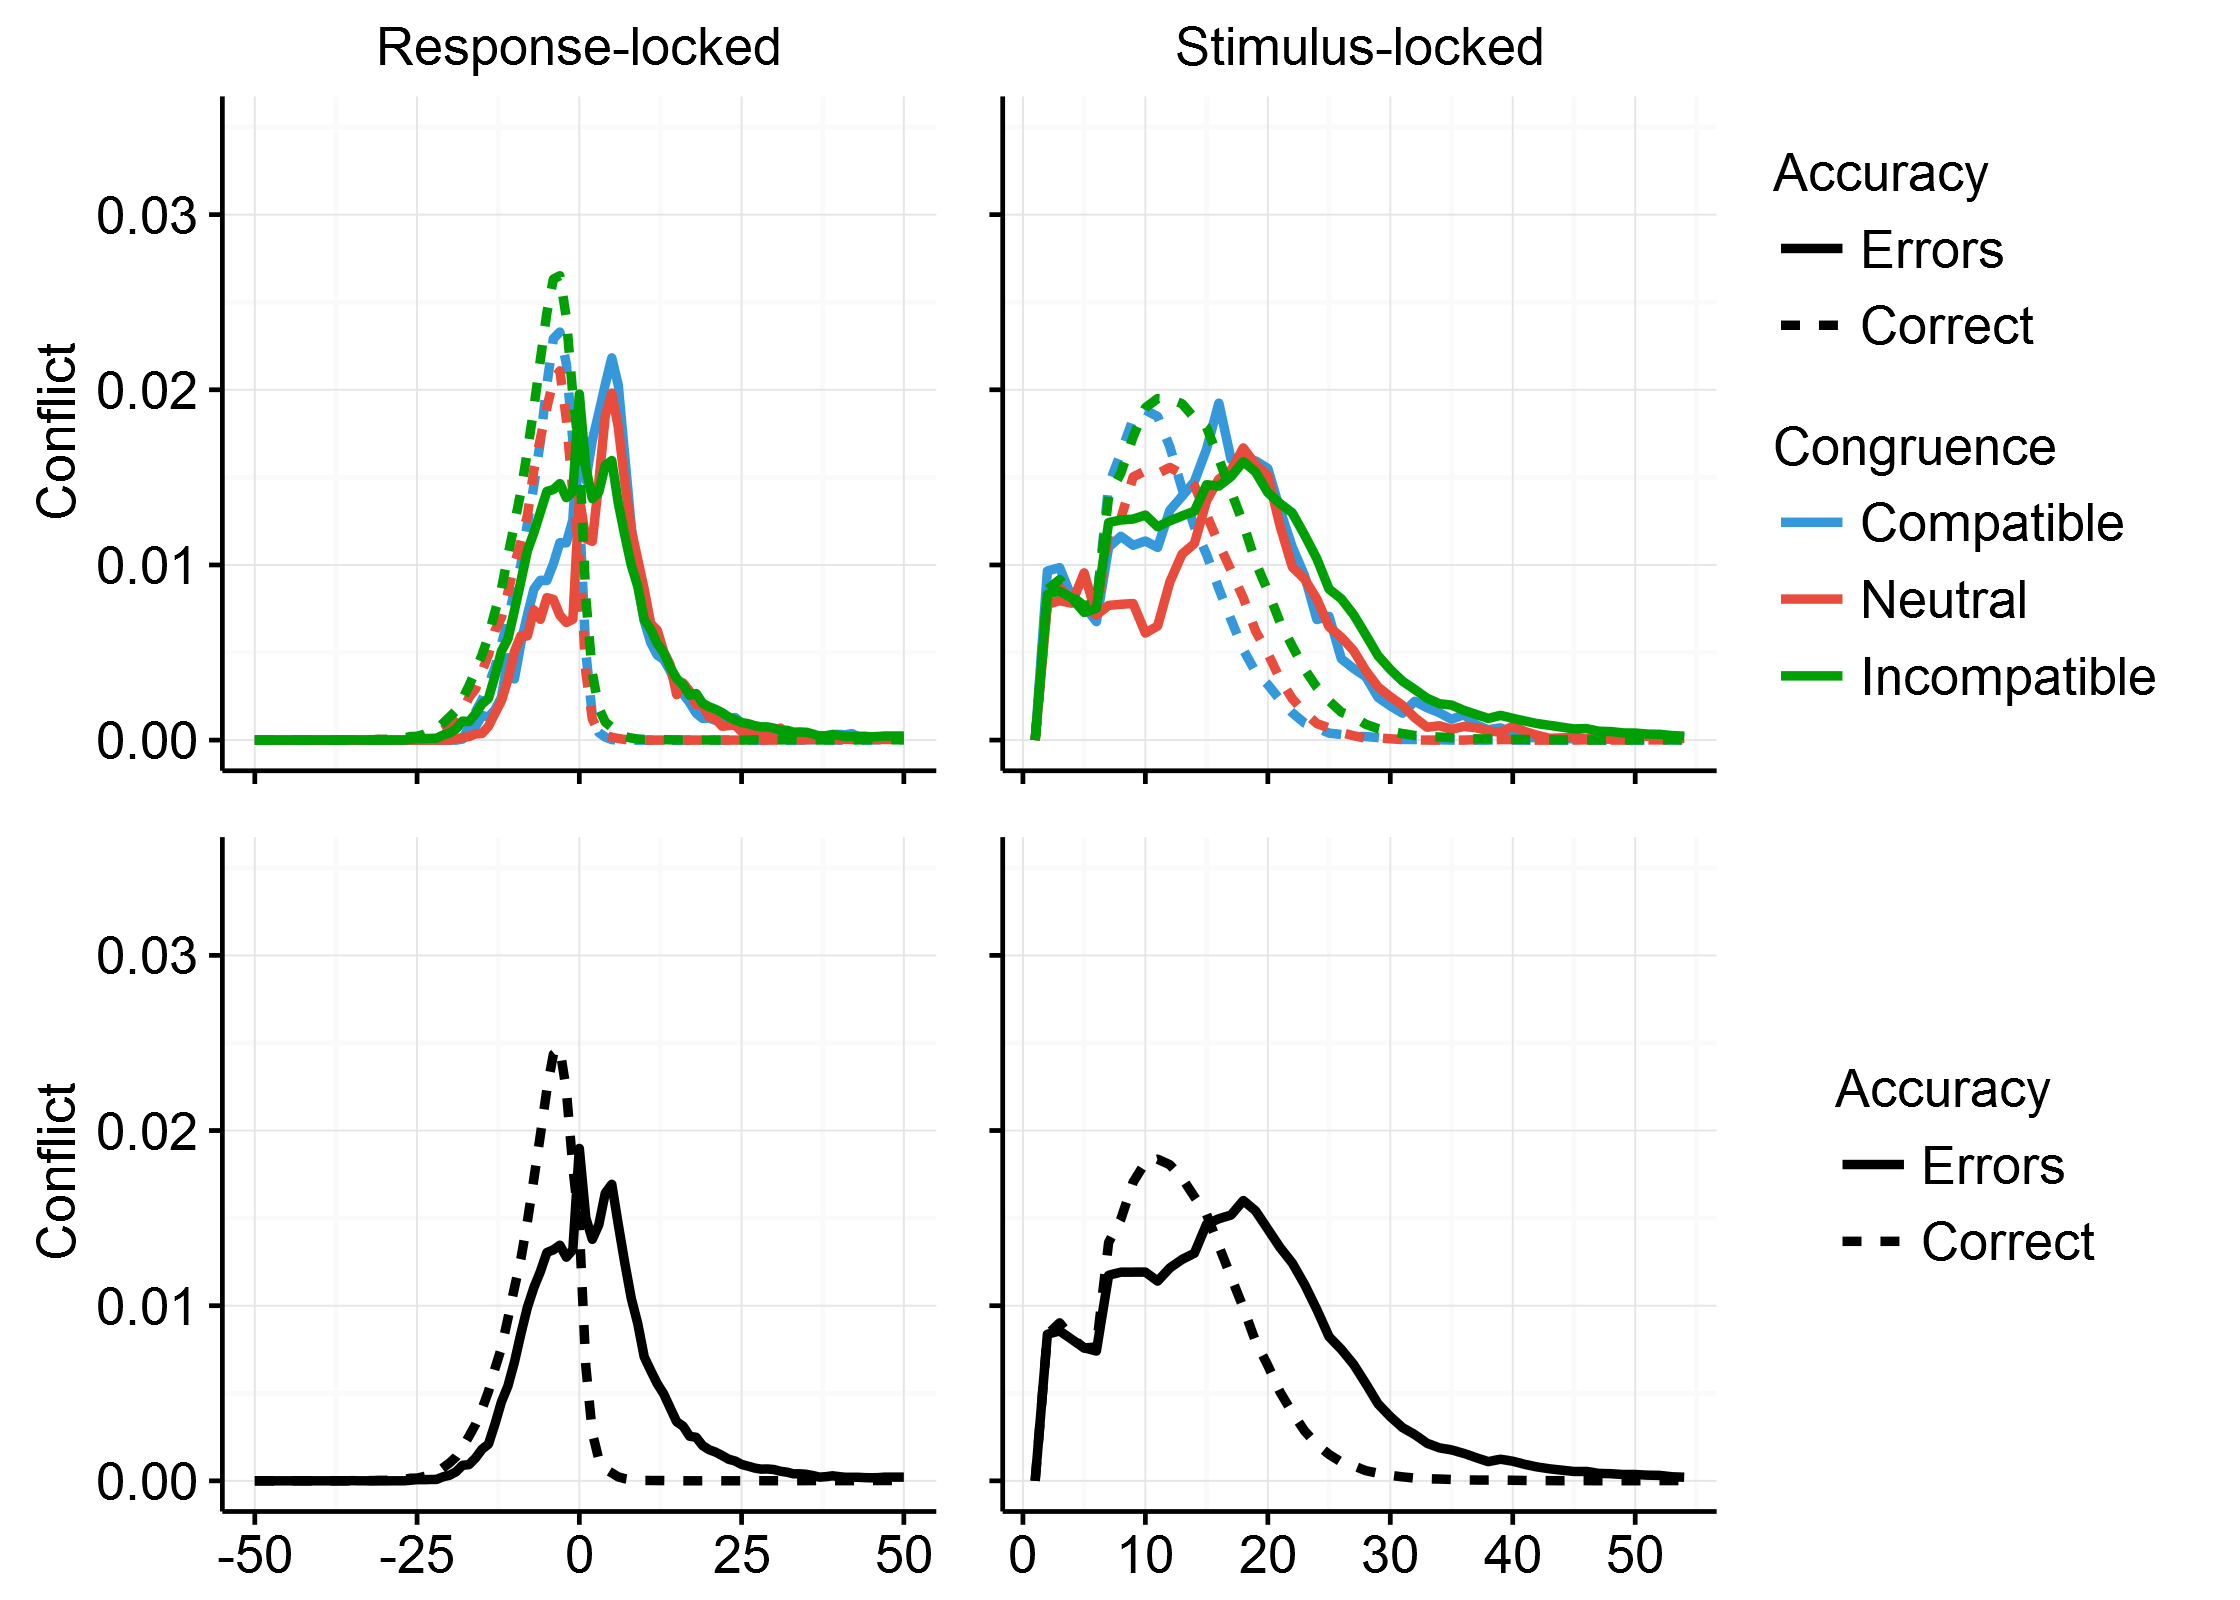 Response-locked
Stimulus-locked
Conflict
0.03
0.02
0.01
0.00
Accuracy
Errors
Correct
Congruence
Compatible
Neutral
Incompatible
Conflict
0.03
0.02
0.01
0.00
-50 -25 0 25 50
0 10 20 30 40 50
Accuracy
Errors
Correct